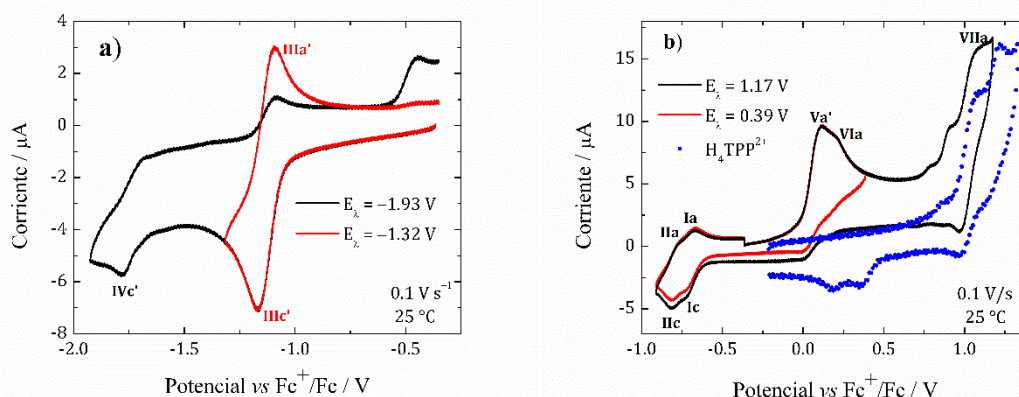 a)
IIIa'
E_λ = −1.93 V
E_λ = −1.32 V
IVc'
IIIc'
0.1 V s⁻¹
25 °C
4
2
0
-2
-4
-6
-8
-2.0 -1.5 -1.0 -0.5
Corriente / µA
Potencial vs Fc⁺/Fc / V
b)
VIIa
E_λ = 1.17 V
E_λ = 0.39 V
H₄TPP²⁺
Va'
VIa
Ia
IIa
Ic
IIc
0.1 V/s
25 °C
15
10
5
0
-5
-1.0 -0.5 0.0 0.5 1.0
Corriente / µA
Potencial vs Fc⁺/Fc / V